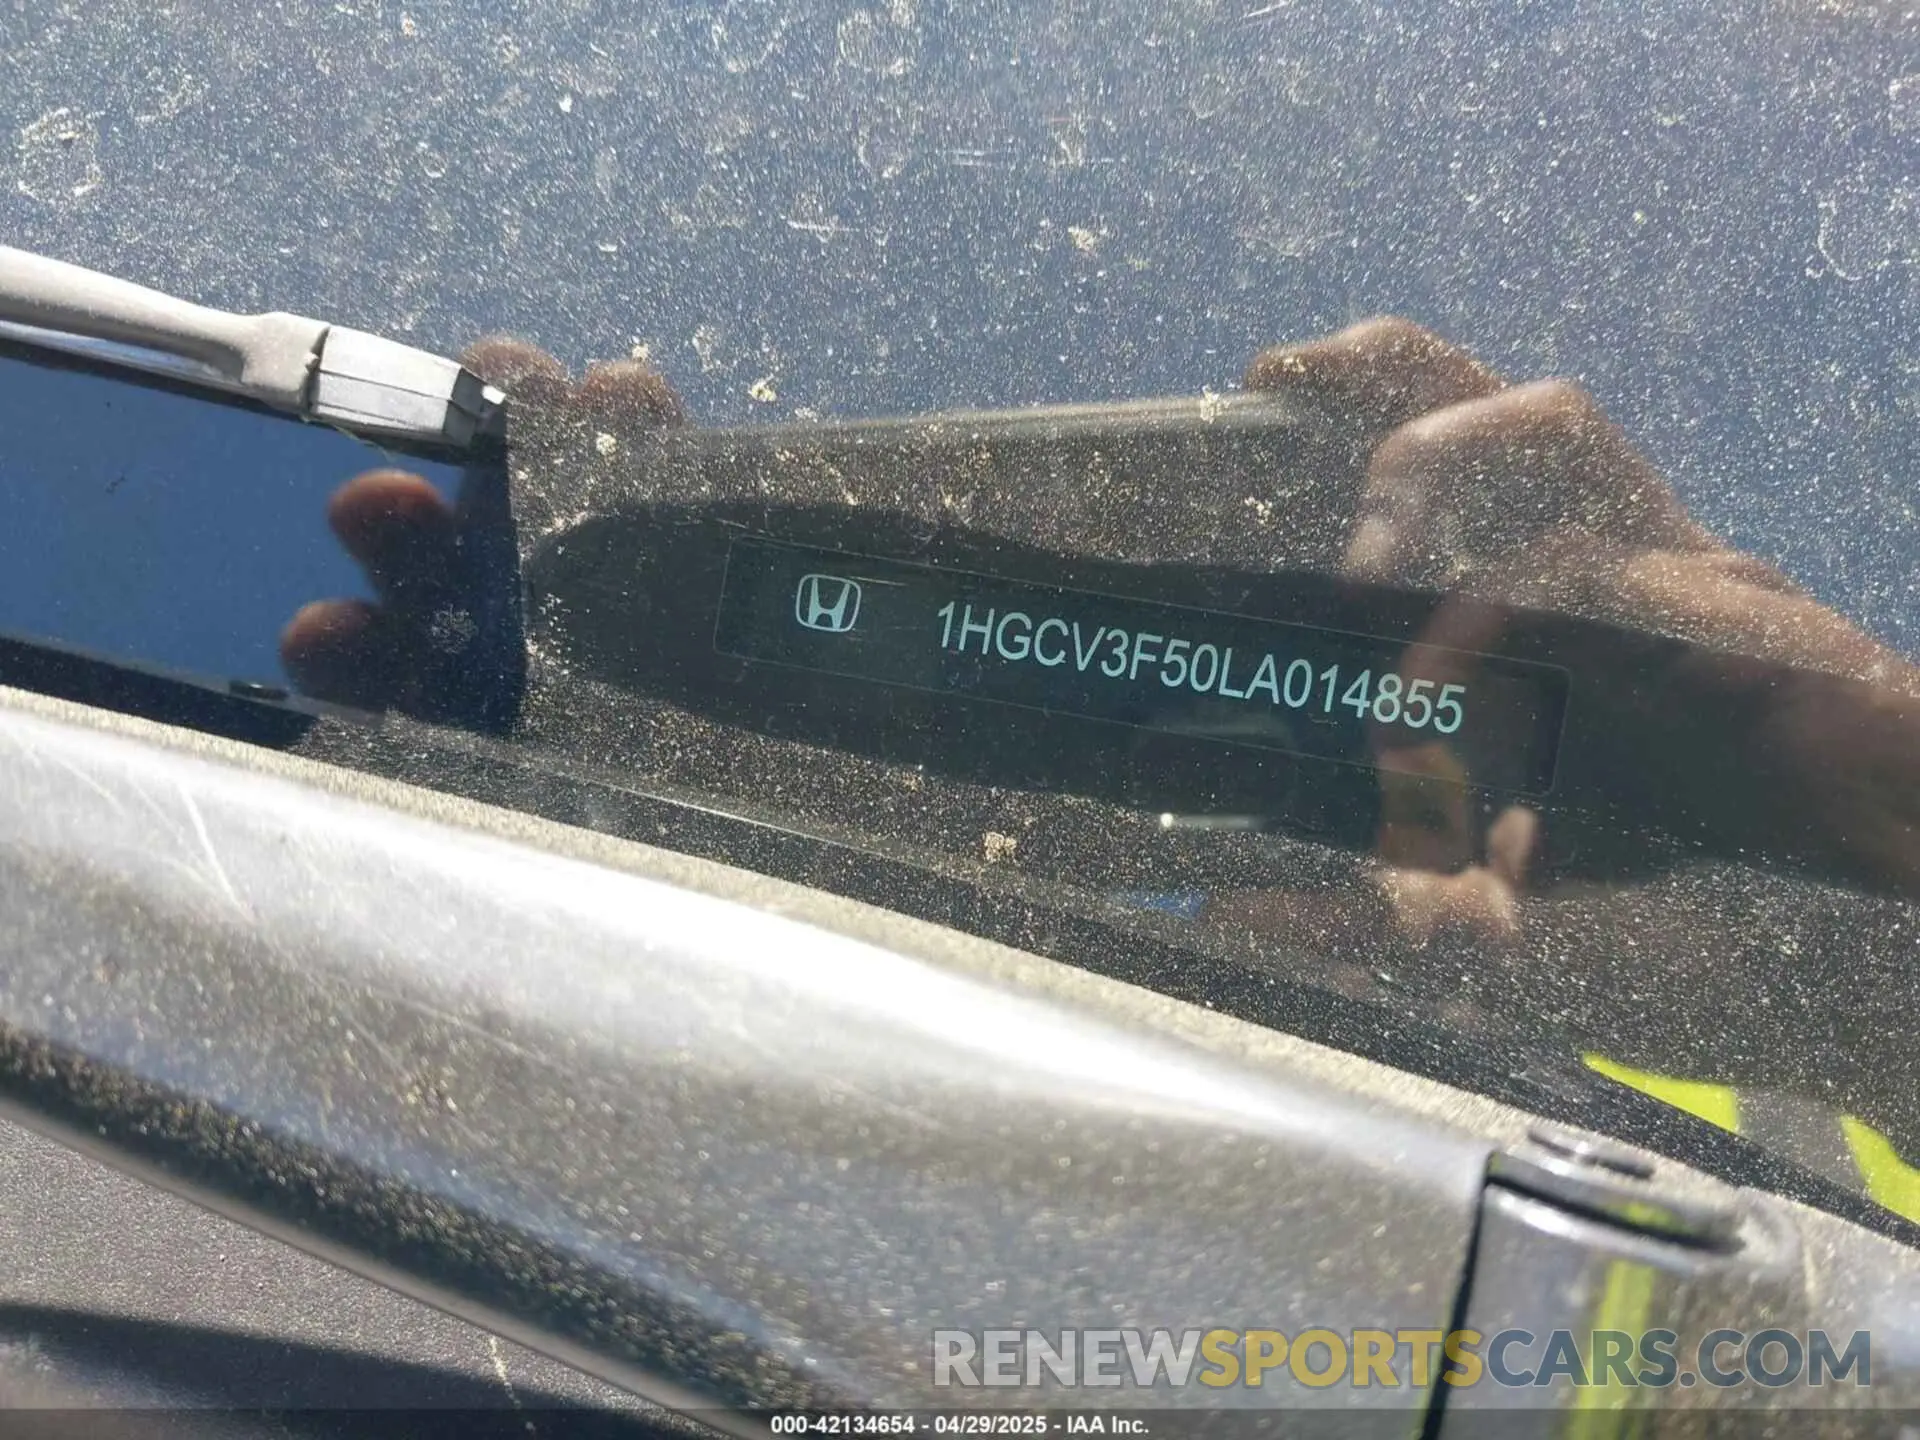 1HGCV3F50LA014855
RENEWSPORTSCARS.COM
000-42134654 - 04/29/2025 - IAA Inc.